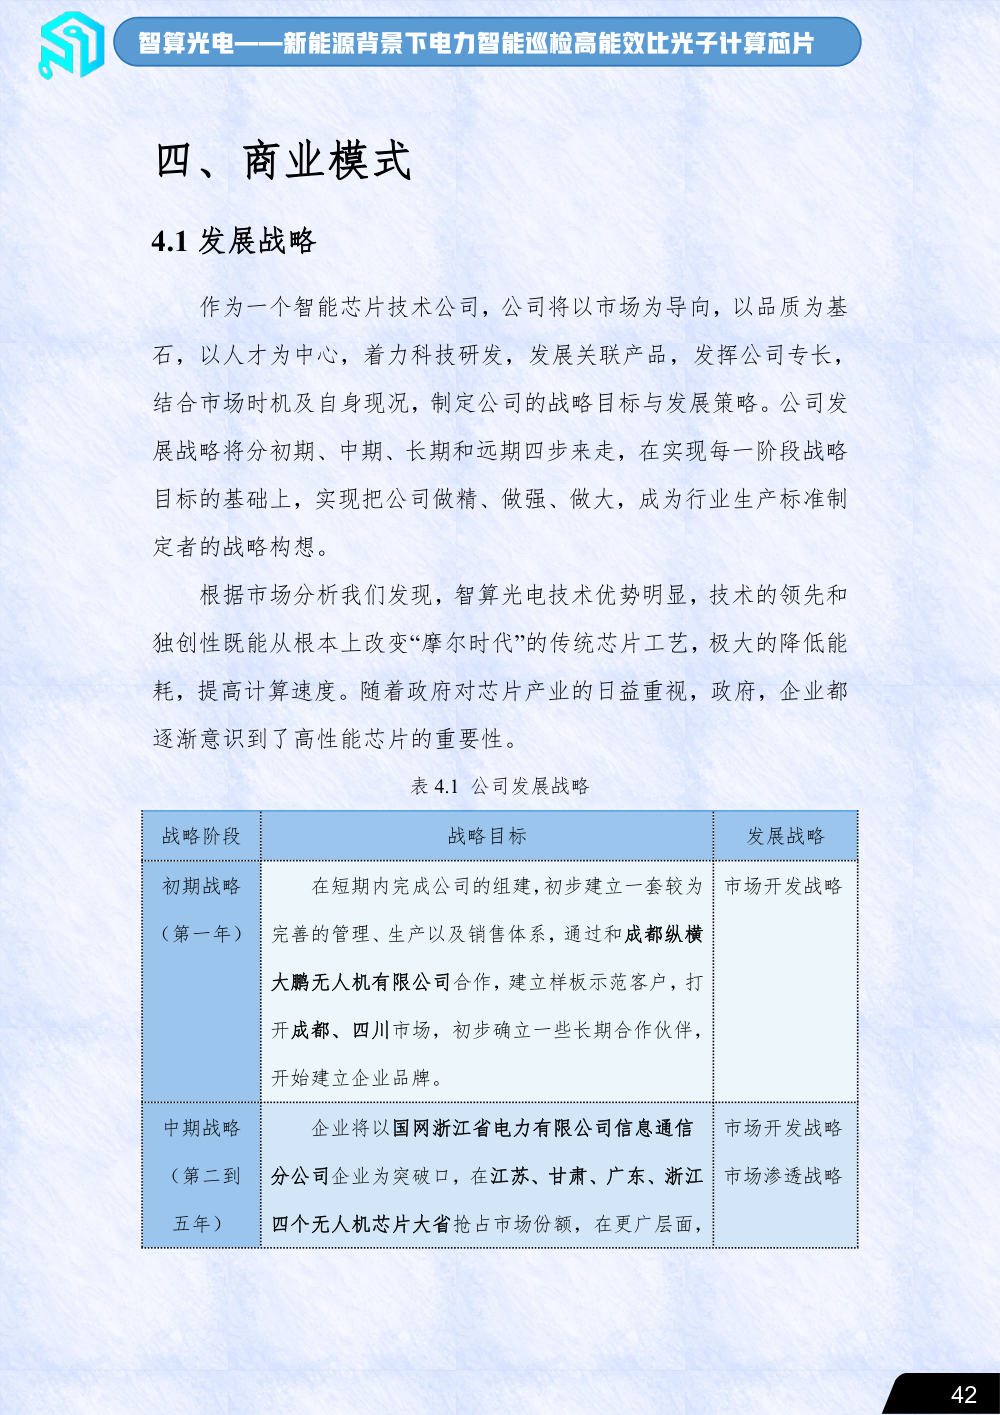 智算光电——新能源背景下电力智能巡检高能效比光子计算芯片
四、商业模式
4.1 发展战略
作为一个智能芯片技术公司，公司将以市场为导向，以品质为基
石，以人才为中心，着力科技研发，发展关联产品，发挥公司专长，
结合市场时机及自身现况，制定公司的战略目标与发展策略。公司发
展战略将分初期、中期、长期和远期四步来走，在实现每一阶段战略
目标的基础上，实现把公司做精、做强、做大，成为行业生产标准制
定者的战略构想。
根据市场分析我们发现，智算光电技术优势明显，技术的领先和
独创性既能从根本上改变“摩尔时代”的传统芯片工艺，极大的降低能
耗，提高计算速度。随着政府对芯片产业的日益重视，政府，企业都
逐渐意识到了高性能芯片的重要性。
表 4.1 公司发展战略
战略阶段 战略目标 发展战略
初期战略
（第一年）
在短期内完成公司的组建，初步建立一套较为
完善的管理、生产以及销售体系，通过和成都纵横
大鹏无人机有限公司合作，建立样板示范客户，打
开成都、四川市场，初步确立一些长期合作伙伴，
开始建立企业品牌。
市场开发战略
中期战略
（第二到
五年）
企业将以国网浙江省电力有限公司信息通信
分公司企业为突破口，在江苏、甘肃、广东、浙江
四个无人机芯片大省抢占市场份额，在更广层面，
市场开发战略
市场渗透战略
42